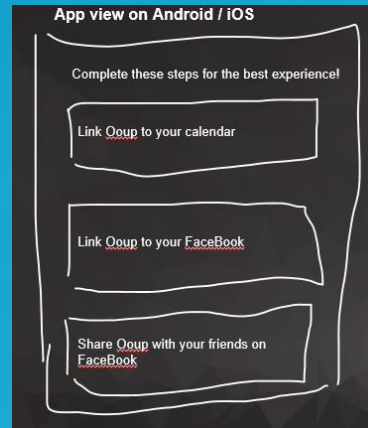 App view on Android / iOS
Complete these steps for the best experience!
Link Ooup to your calendar
Link Ooup to your FaceBook
Share Ooup with your friends on
FaceBook